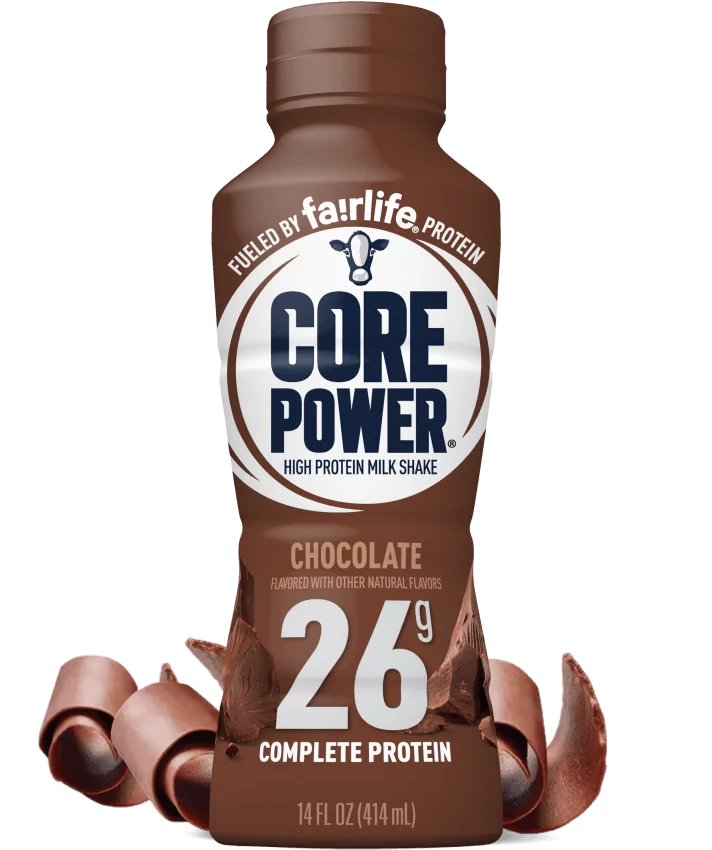 FUELED BY fa!rlife® PROTEIN
CORE
POWER®
HIGH PROTEIN MILK SHAKE
CHOCOLATE
FLAVORED WITH OTHER NATURAL FLAVORS
26g
COMPLETE PROTEIN
14 FL OZ (414 mL)